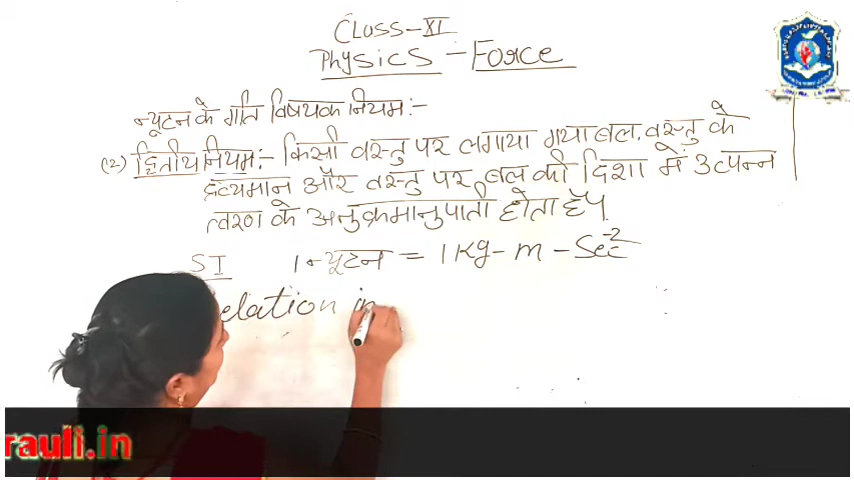 CLASS-XI
Physics - Force
न्यूटन के गति विषयक नियम:-
(2) द्वितीय नियम:- किसी वस्तु पर लगाया गया बल, वस्तु के
द्रव्यमान और वस्तु पर बल की दिशा में उत्पन्न
त्वरण के अनुक्रमानुपाती होता है।
SI 1 न्यूटन = 1 Kg - m - Sec⁻²
elation in
rauli.in